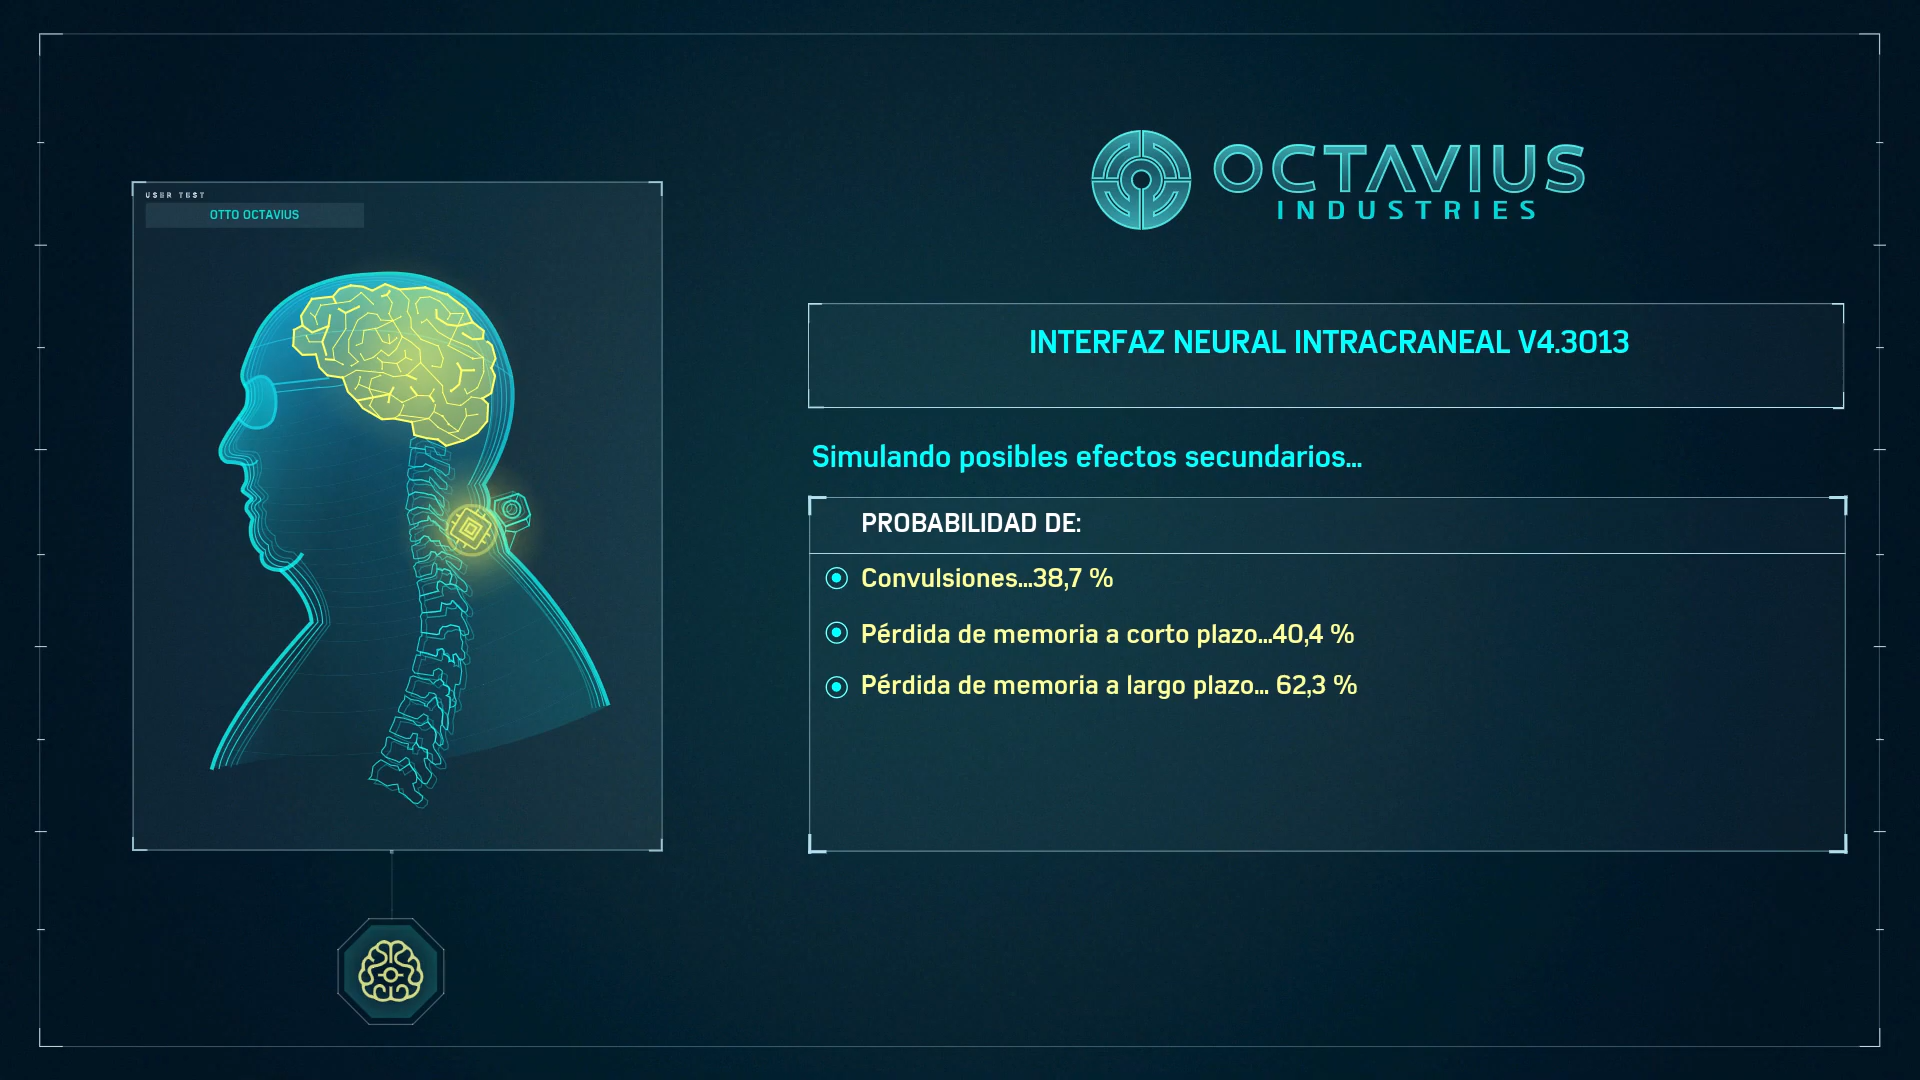 USER TEST
OTTO OCTAVIUS
OCTAVIUS
INDUSTRIES
INTERFAZ NEURAL INTRACRANEAL V4.3013
Simulando posibles efectos secundarios...
PROBABILIDAD DE:
Convulsiones...38,7 %
Pérdida de memoria a corto plazo...40,4 %
Pérdida de memoria a largo plazo... 62,3 %